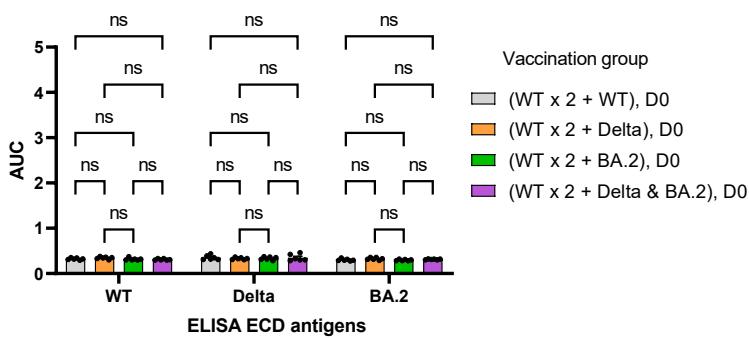 ns ns ns
5
ns ns ns
4
ns ns ns
3
ns ns ns ns ns ns
2
ns ns ns
1
0
AUC
WT Delta BA.2
ELISA ECD antigens
Vaccination group
(WT x 2 + WT), D0
(WT x 2 + Delta), D0
(WT x 2 + BA.2), D0
(WT x 2 + Delta & BA.2), D0